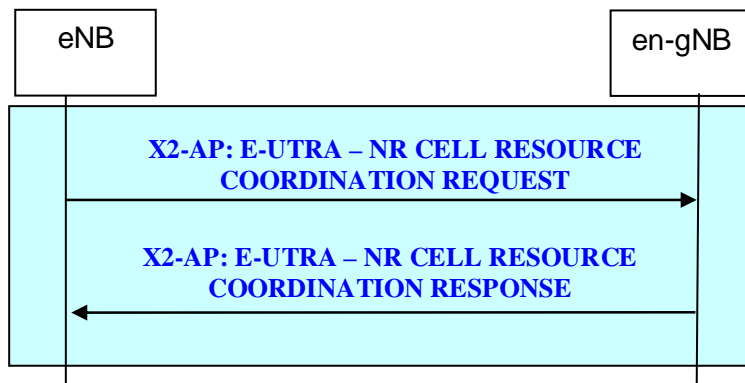 eNB
en-gNB
X2-AP: E-UTRA – NR CELL RESOURCE
COORDINATION REQUEST
X2-AP: E-UTRA – NR CELL RESOURCE
COORDINATION RESPONSE